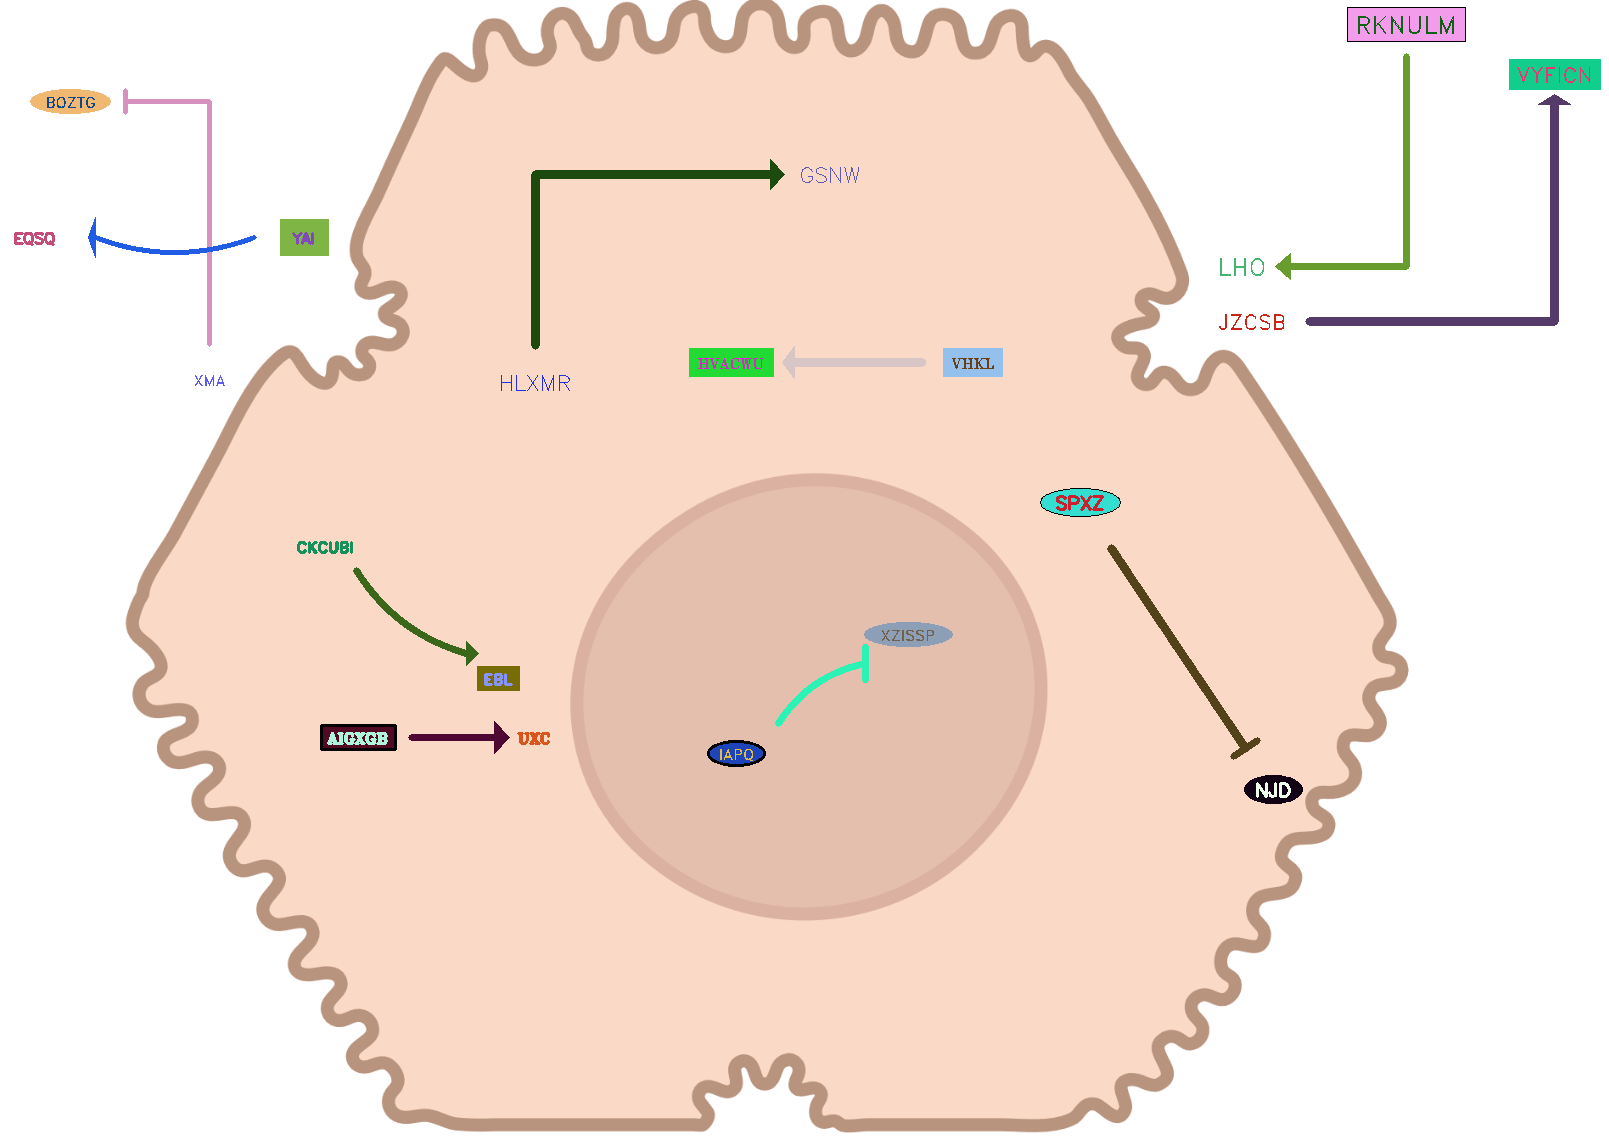 RKNULM
VYFICN
BOZTG
GSNW
EQSQ
YAI
LHO
JZCSB
HVACWU
VHKL
XMA
HLXMR
SPXZ
CKCUBI
XZISSP
EBL
AIGXGB
UXC
IAPQ
NJD